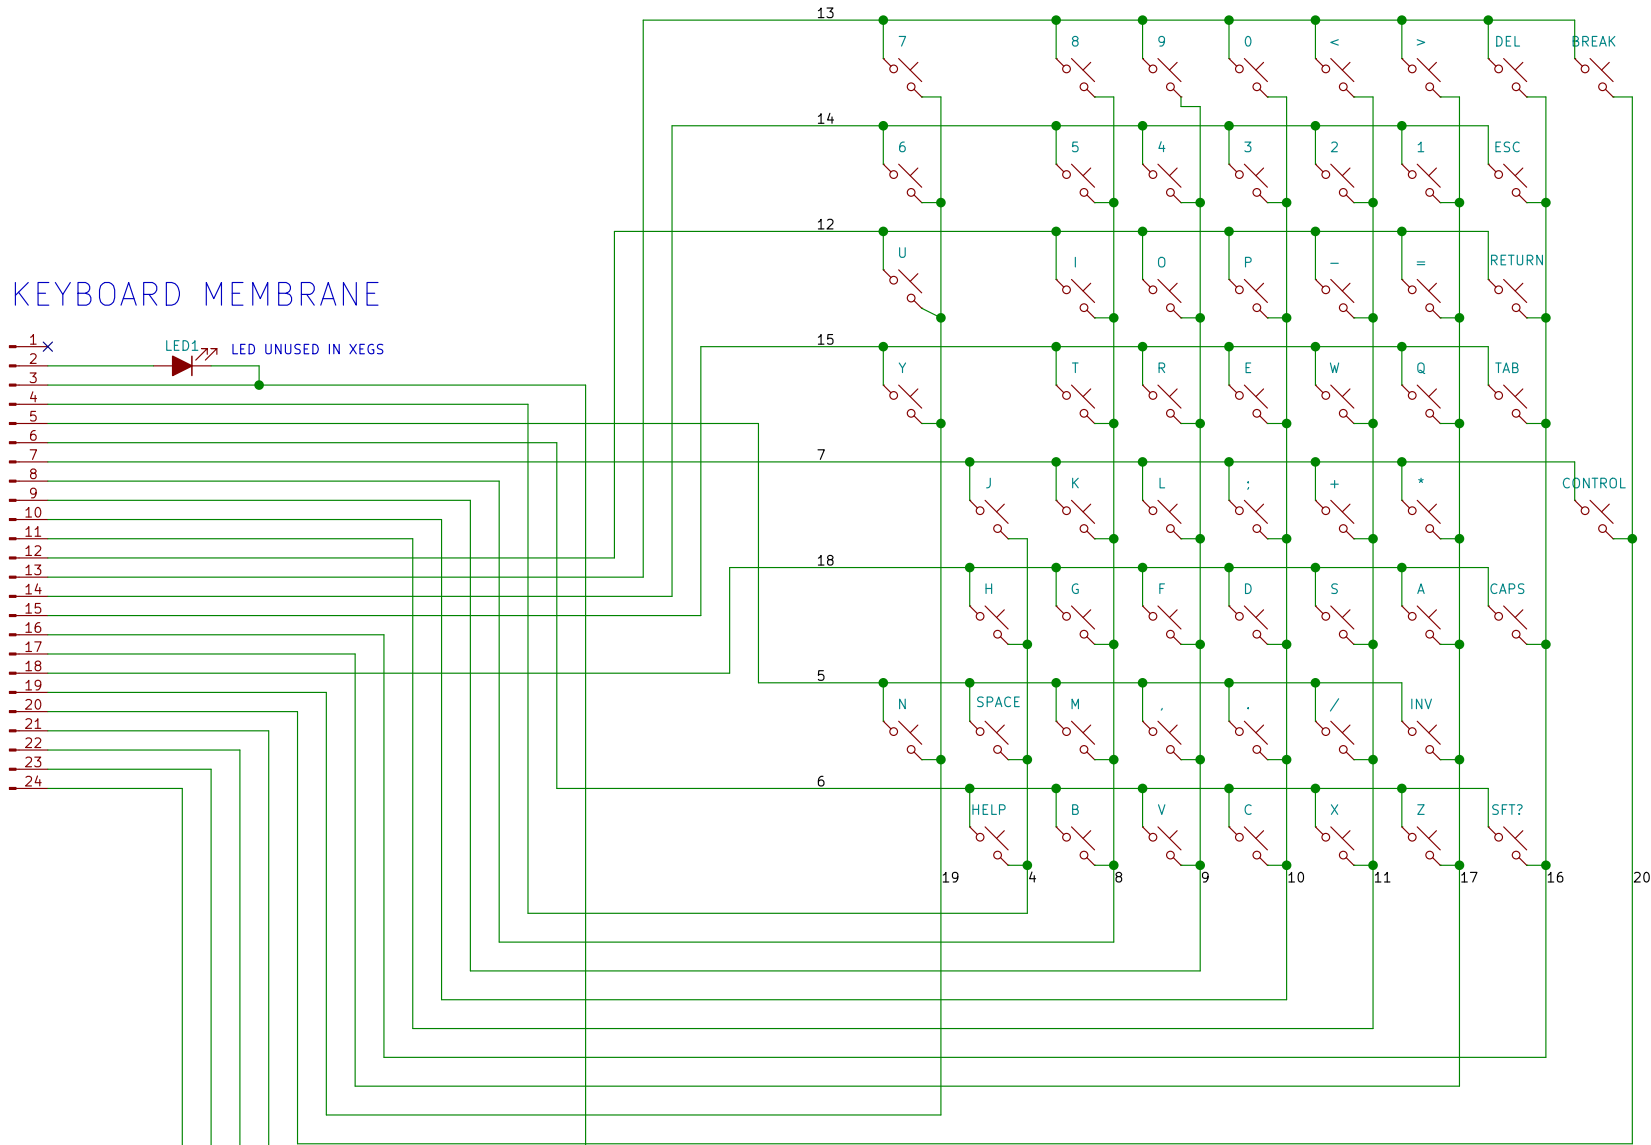 13
7 8 9 0 < > DEL BREAK
14
6 5 4 3 2 1 ESC
12
U I O P - = RETURN
KEYBOARD MEMBRANE
1
LED1 LED UNUSED IN XEGS
15
2
Y T R E W Q TAB
3
4
5
6
7
7
8
J K L ; + * CONTROL
9
10
11
12
18
13
14
H G F D S A CAPS
15
16
17
18
5
19
N SPACE M , . / INV
20
21
22
23
24
6
HELP B V C X Z SFT?
19 4 8 9 10 11 17 16 20